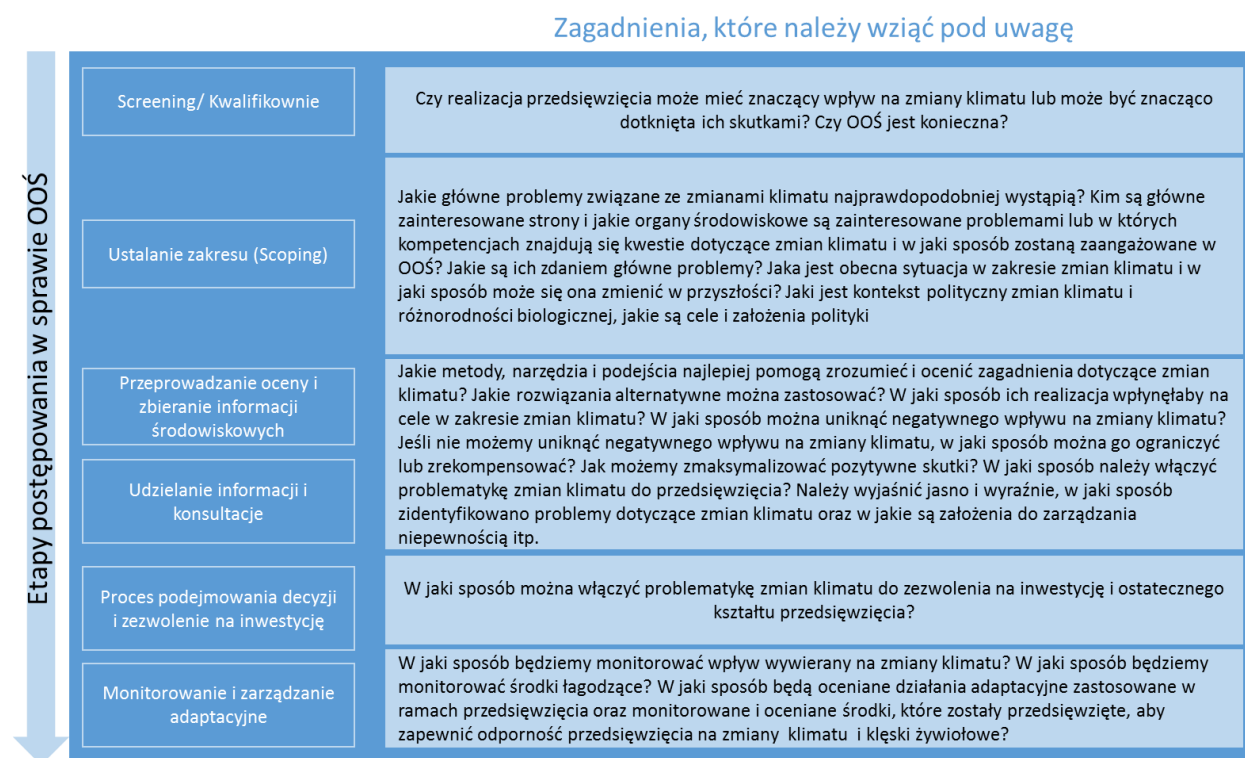 Zagadnienia, które należy wziąć pod uwagę
Etapy postępowania w sprawie OOŚ
Screening/ Kwalifikownie
Czy realizacja przedsięwzięcia może mieć znaczący wpływ na zmiany klimatu lub może być znacząco
dotknięta ich skutkami? Czy OOŚ jest konieczna?
Ustalanie zakresu (Scoping)
Jakie główne problemy związane ze zmianami klimatu najprawdopodobniej wystąpią? Kim są główne
zainteresowane strony i jakie organy środowiskowe są zainteresowane problemami lub w których
kompetencjach znajdują się kwestie dotyczące zmian klimatu i w jaki sposób zostaną zaangażowane w
OOŚ? Jakie są ich zdaniem główne problemy? Jaka jest obecna sytuacja w zakresie zmian klimatu i w
jaki sposób może się ona zmienić w przyszłości? Jaki jest kontekst polityczny zmian klimatu i
różnorodności biologicznej, jakie są cele i założenia polityki
Przeprowadzanie oceny i
zbieranie informacji
środowiskowych
Udzielanie informacji i
konsultacje
Jakie metody, narzędzia i podejścia najlepiej pomogą zrozumieć i ocenić zagadnienia dotyczące zmian
klimatu? Jakie rozwiązania alternatywne można zastosować? W jaki sposób ich realizacja wpłynęłaby na
cele w zakresie zmian klimatu? W jaki sposób można uniknąć negatywnego wpływu na zmiany klimatu?
Jeśli nie możemy uniknąć negatywnego wpływu na zmiany klimatu, w jaki sposób można go ograniczyć
lub zrekompensować? Jak możemy zmaksymalizować pozytywne skutki? W jaki sposób należy włączyć
problematykę zmian klimatu do przedsięwzięcia? Należy wyjaśnić jasno i wyraźnie, w jaki sposób
zidentyfikowano problemy dotyczące zmian klimatu oraz w jakie są założenia do zarządzania
niepewnością itp.
Proces podejmowania decyzji
i zezwolenie na inwestycję
W jaki sposób można włączyć problematykę zmian klimatu do zezwolenia na inwestycję i ostatecznego
kształtu przedsięwzięcia?
Monitorowanie i zarządzanie
adaptacyjne
W jaki sposób będziemy monitorować wpływ wywierany na zmiany klimatu? W jaki sposób będziemy
monitorować środki łagodzące? W jaki sposób będą oceniane działania adaptacyjne zastosowane w
ramach przedsięwzięcia oraz monitorowane i oceniane środki, które zostały przedsięwzięte, aby
zapewnić odporność przedsięwzięcia na zmiany klimatu i klęski żywiołowe?